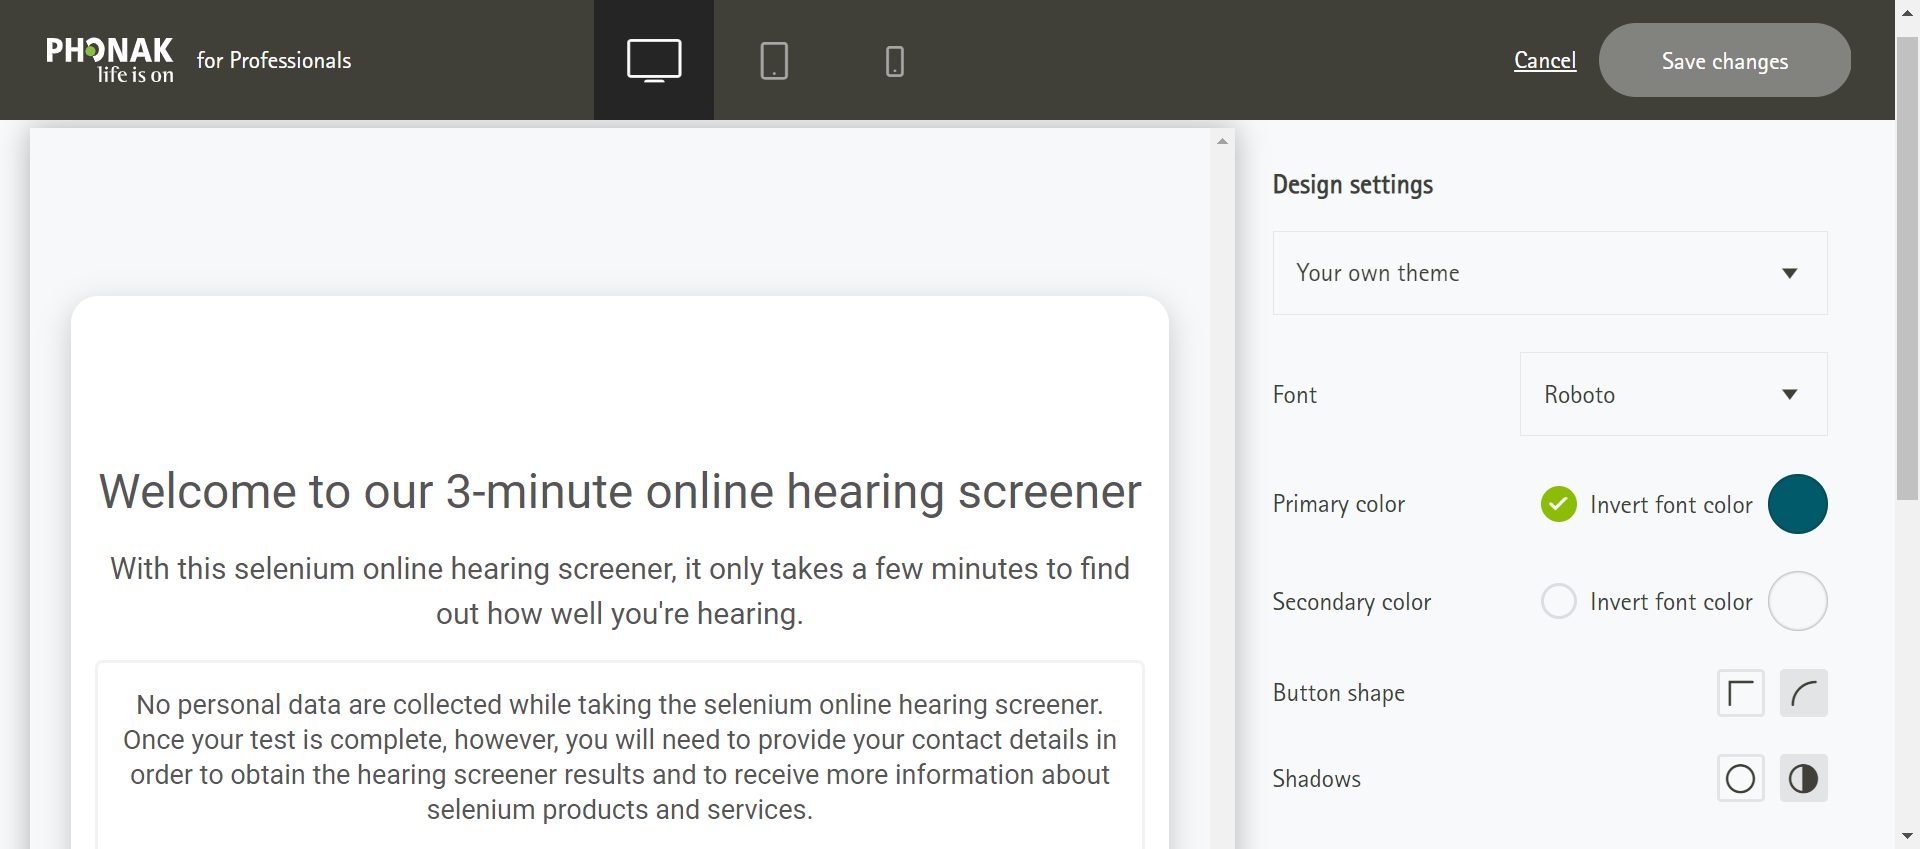 PHONAK
life is on
for Professionals
Cancel
Save changes
Welcome to our 3-minute online hearing screener
With this selenium online hearing screener, it only takes a few minutes to find
out how well you're hearing.
No personal data are collected while taking the selenium online hearing screener.
Once your test is complete, however, you will need to provide your contact details in
order to obtain the hearing screener results and to receive more information about
selenium products and services.
Design settings
Your own theme
Font
Roboto
Primary color
Invert font color
Secondary color
Invert font color
Button shape
Shadows